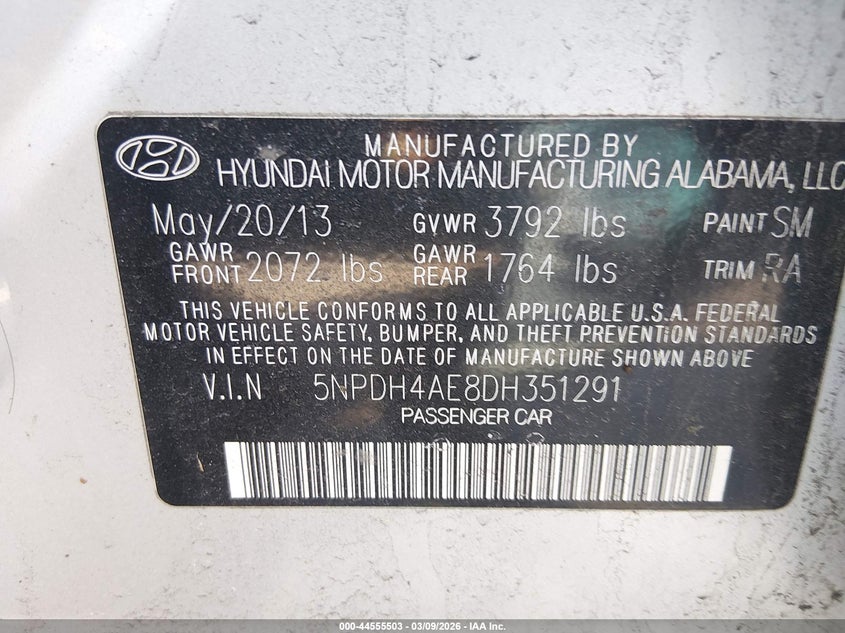 MANUFACTURED BY
HYUNDAI MOTOR MANUFACTURING ALABAMA, LLC
May/20/13 GVWR 3792 lbs PAINT SM
GAWR FRONT 2072 lbs GAWR REAR 1764 lbs TRIM RA
THIS VEHICLE CONFORMS TO ALL APPLICABLE U.S.A. FEDERAL
MOTOR VEHICLE SAFETY, BUMPER, AND THEFT PREVENTION STANDARDS
IN EFFECT ON THE DATE OF MANUFACTURE SHOWN ABOVE
V.I.N 5NPDH4AE8DH351291
PASSENGER CAR
000-44555503 | 03/09/2026 - IAA Inc.